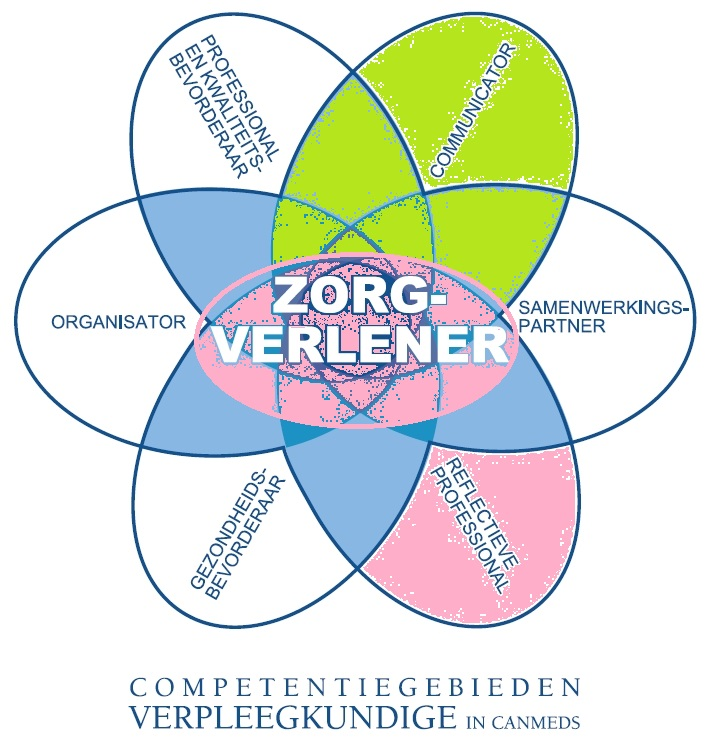 PROFESSIONAL
EN KWALITEITS-
BEVORDERAAR
COMMUNICATOR
ORGANISATOR
ZORG-
VERLENER
SAMENWERKINGS-
PARTNER
GEZONDHEIDS-
BEVORDERAAR
REFLECTIEVE
PROFESSIONAL
COMPETENTIEGEBIEDEN
VERPLEEGKUNDIGE IN CANMEDS